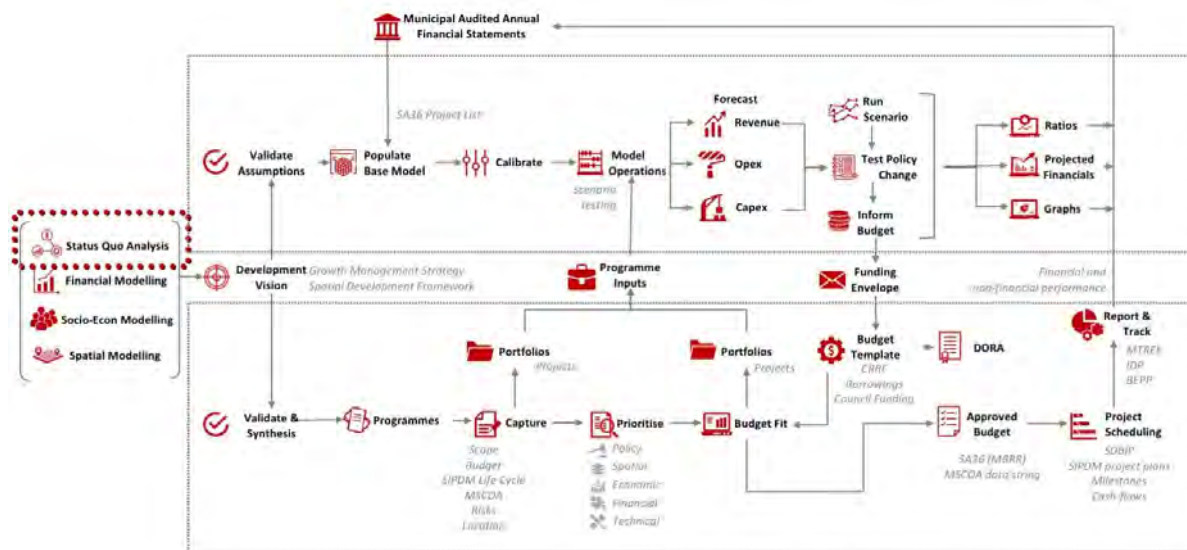 Municipal Audited Annual
Financial Statements
SA36 Project List
Validate
Assumptions
Populate
Base Model
Calibrate
Model
Operations
Scenario
Testing
Forecast
Revenue
Opex
Capex
Run
Scenario
Test Policy
Change
Inform
Budget
Ratios
Projected
Financials
Graphs
Status Quo Analysis
Financial Modelling
Socio-Econ Modelling
Spatial Modelling
Development
Vision
Growth Management Strategy
Spatial Development Framework
Programme
Inputs
Funding
Envelope
Financial and
non-financial performance
Portfolios
Projects
Portfolios
Projects
Budget
Template
Borrowings
Council Funding
DORA
Report &
Track
MTREF
IDP
BEPP
Validate &
Synthesis
Programmes
Capture
Scope
Budget
SIPDM Life Cycle
MSCOA
Risks
Location
Prioritise
Policy
Spatial
Economic
Financial
Technical
Budget Fit
Approved
Budget
SA36 (MBRR)
MSCOA data string
Project
Scheduling
SDBIP
SIPDM project plans
Milestones
Cash-flows